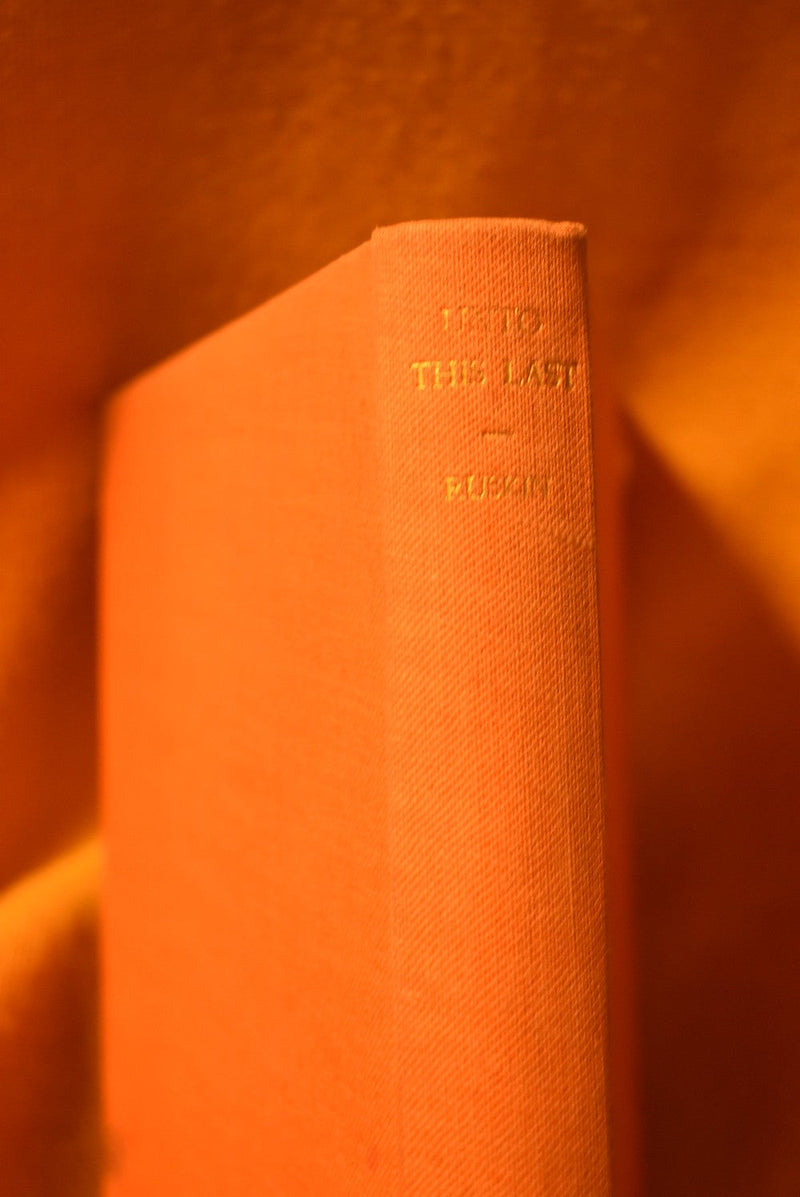 UNTO
THIS LAST
—
RUSKIN